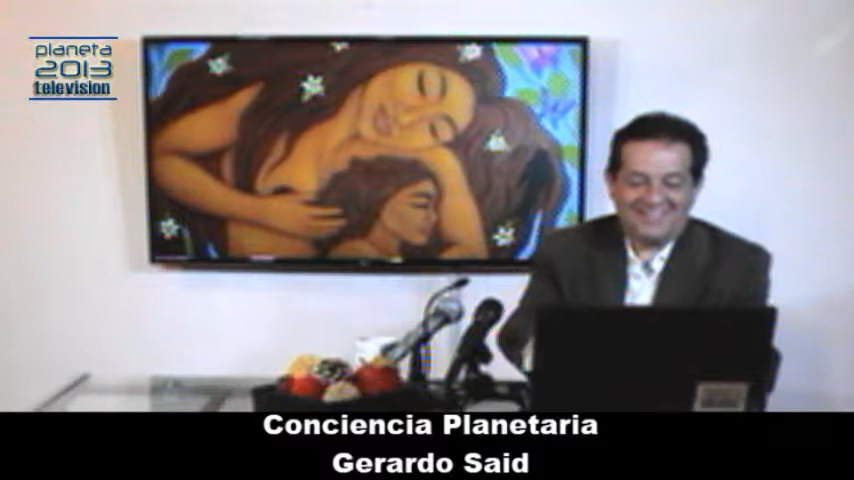 planeta
2013
television
Conciencia Planetaria
Gerardo Said